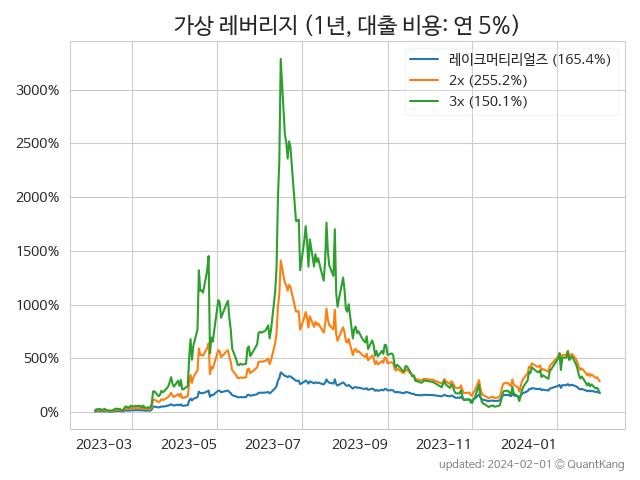 가상 레버리지 (1년, 대출 비용: 연 5%)
레이크머티리얼즈 (165.4%)
2x (255.2%)
3x (150.1%)
3000%
2500%
2000%
1500%
1000%
500%
0%
2023-03 2023-05 2023-07 2023-09 2023-11 2024-01
updated: 2024-02-01 © QuantKang